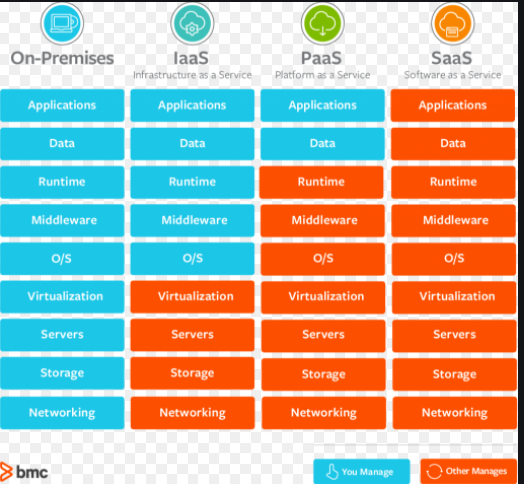 On-Premises
IaaS
PaaS
SaaS
Infrastructure as a Service
Platform as a Service
Software as a Service
Applications
Applications
Applications
Applications
Data
Data
Data
Data
Runtime
Runtime
Runtime
Runtime
Middleware
Middleware
Middleware
Middleware
O/S
O/S
O/S
O/S
Virtualization
Virtualization
Virtualization
Virtualization
Servers
Servers
Servers
Servers
Storage
Storage
Storage
Storage
Networking
Networking
Networking
Networking
bmc
You Manage
Other Manages